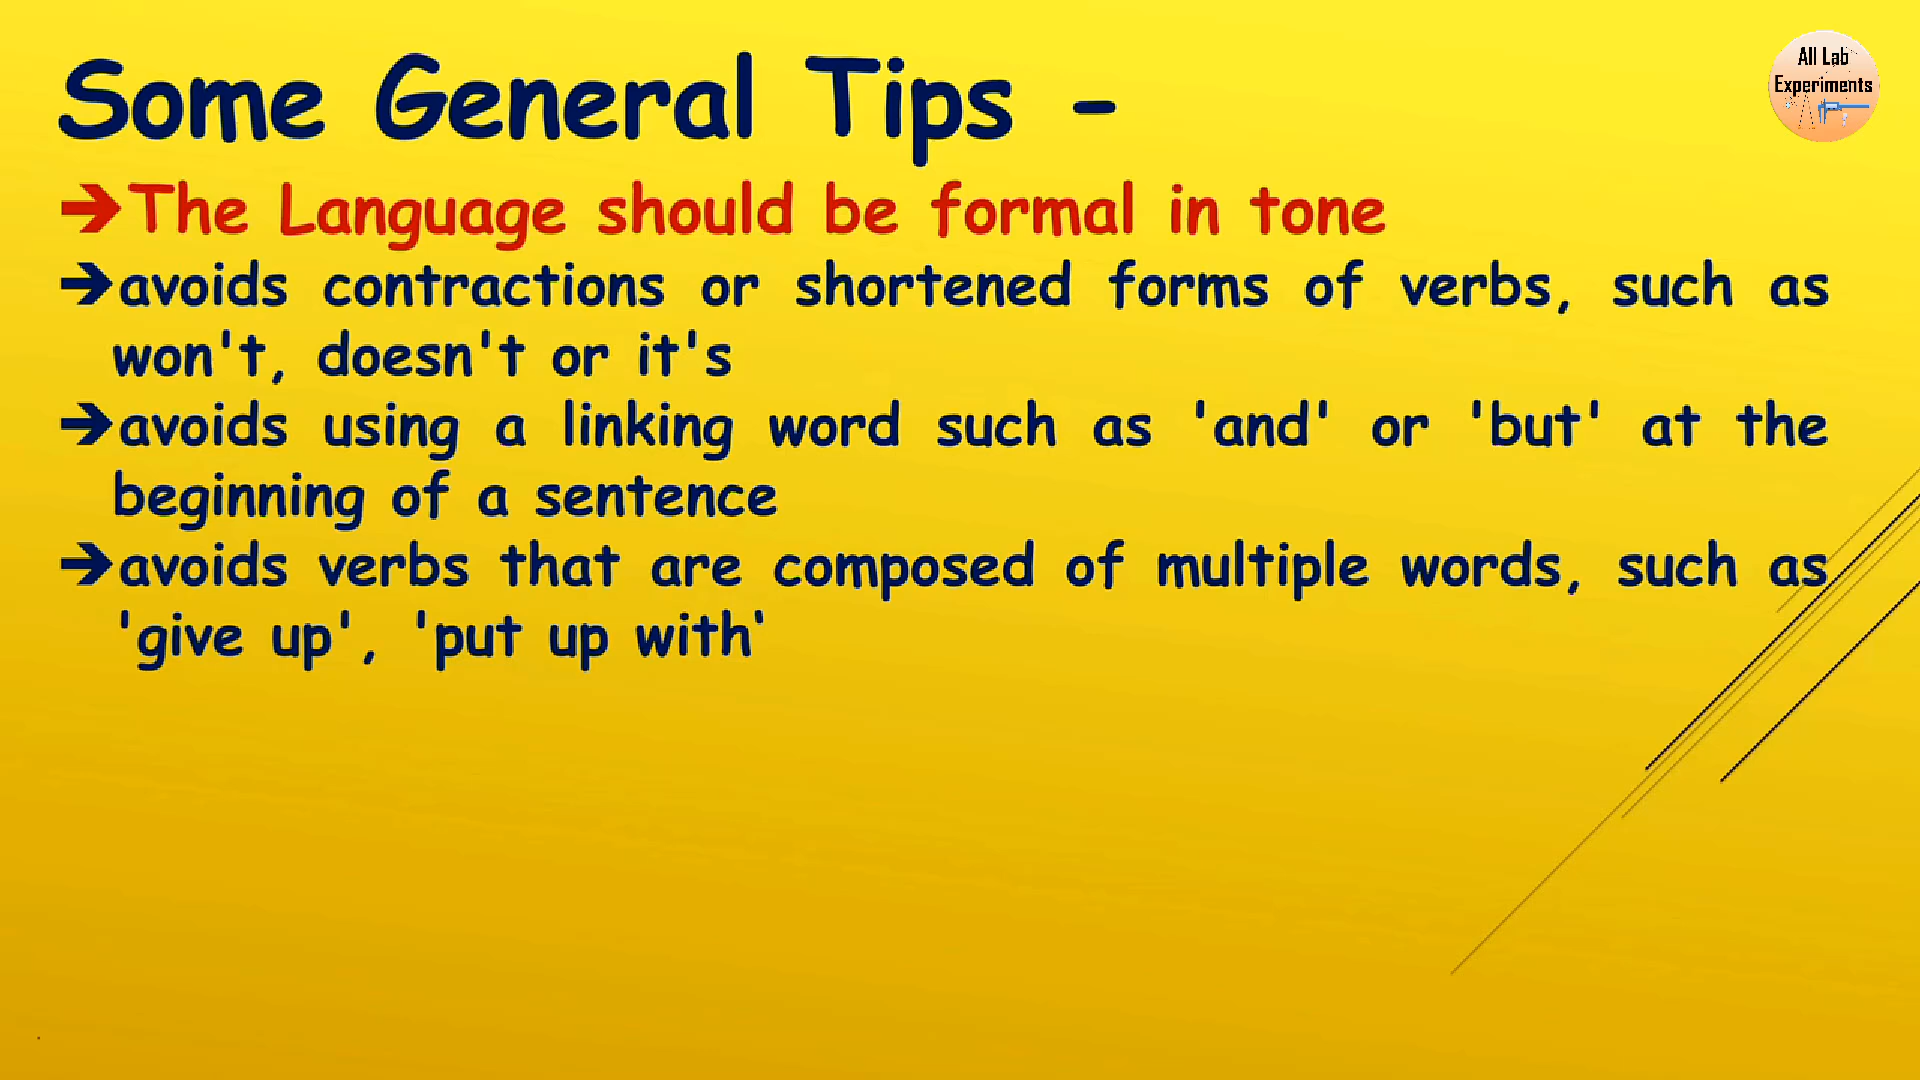 Some General Tips -
All Lab
Experiments
➔The Language should be formal in tone
➔avoids contractions or shortened forms of verbs, such as
won't, doesn't or it's
➔avoids using a linking word such as 'and' or 'but' at the
beginning of a sentence
➔avoids verbs that are composed of multiple words, such as
'give up', 'put up with‘